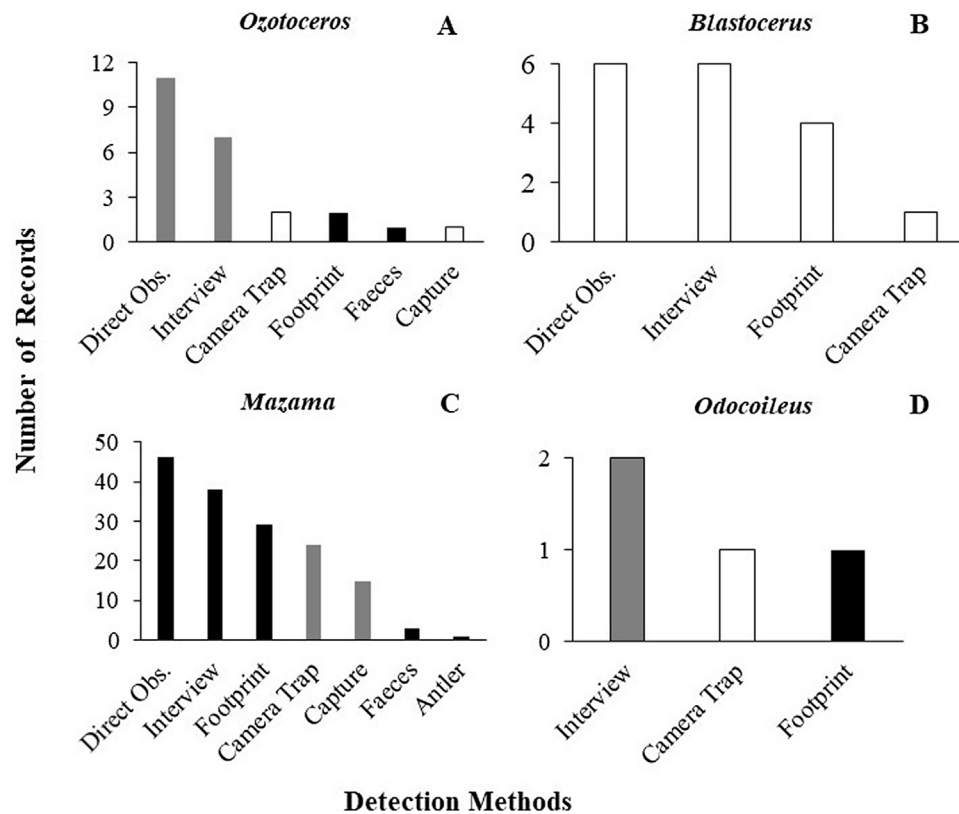 Ozotoceros
A
12
9
6
3
0
Direct Obs.
Interview
Camera Trap
Footprint
Faeces
Capture
Blastocerus
B
6
4
2
0
Direct Obs.
Interview
Footprint
Camera Trap
Number of Records
Mazama
C
50
40
30
20
10
0
Direct Obs.
Interview
Footprint
Camera Trap
Capture
Faeces
Antler
Odocoileus
D
2
1
0
Interview
Camera Trap
Footprint
Detection Methods